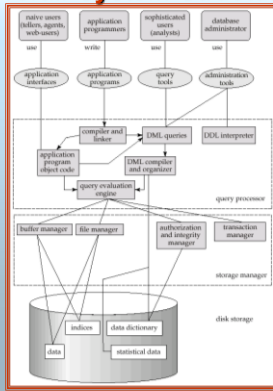 naive users
(tellers, agents,
web-users)
application
programmers
sophisticated
users
(analysts)
database
administrator
use
write
use
use
application
interfaces
application
programs
query
tools
administration
tools
compiler and
linker
DML queries
DDL interpreter
application
program
object code
DML compiler
and organizer
query evaluation
engine
query processor
buffer manager
file manager
authorization
and integrity
manager
transaction
manager
storage manager
disk storage
indices
data dictionary
data
statistical data